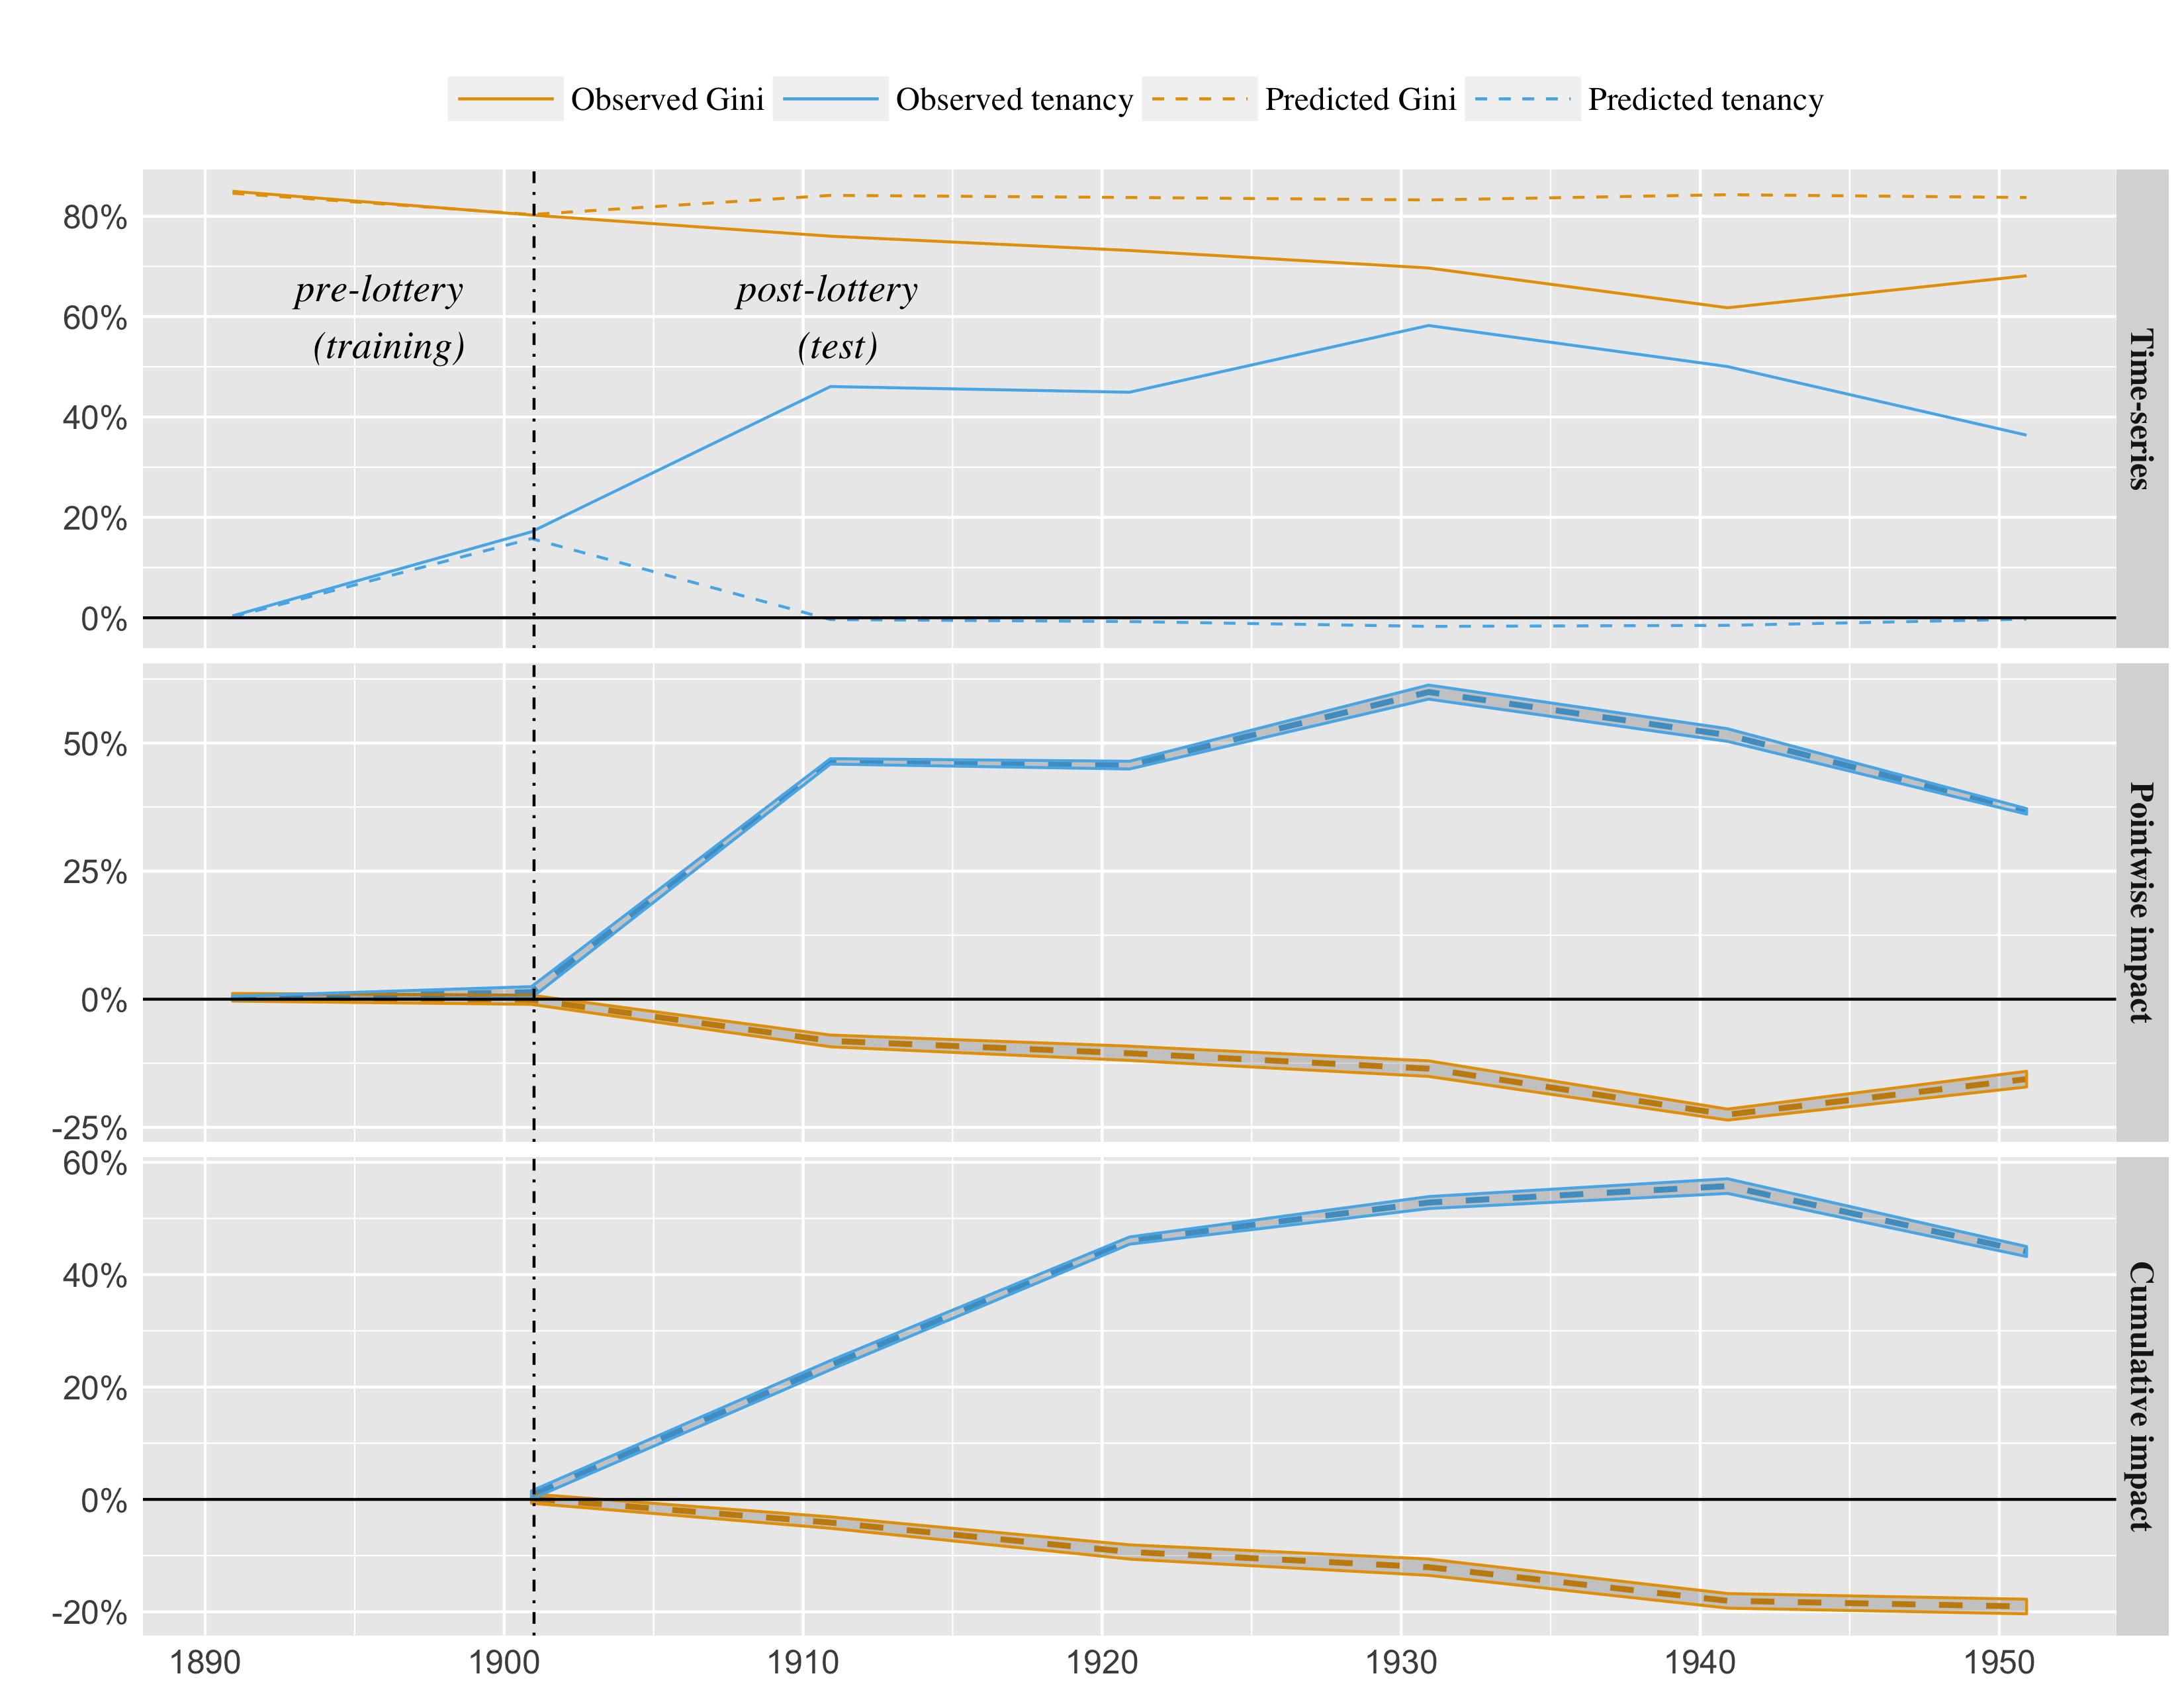 Observed Gini Observed tenancy Predicted Gini Predicted tenancy
80%
60%
40%
20%
0%
pre-lottery
(training)
post-lottery
(test)
Time-series
50%
25%
0%
-25%
Pointwise impact
60%
40%
20%
0%
-20%
Cumulative impact
1890 1900 1910 1920 1930 1940 1950